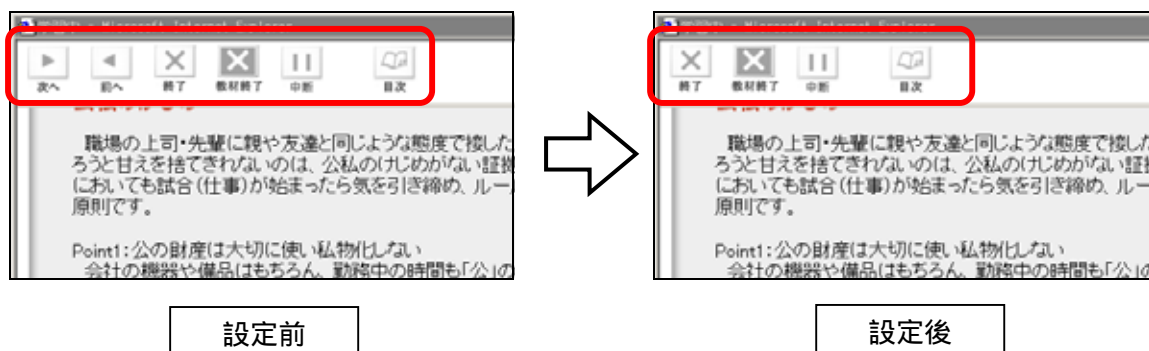 次へ 前へ 終了 教材終了 中断 目次
職場の上司・先輩に親や友達と同じような態度で接した
ろうと甘えを捨てきれないのは、公私のけじめがない証拠
においても試合(仕事)が始まったら気を引き締め、ルー
原則です。
Point1:公の財産は大切に使い私物化しない
会社の機器や備品はもちろん、勤務中の時間も「公」の
設定前
終了 教材終了 中断 目次
職場の上司・先輩に親や友達と同じような態度で接した
ろうと甘えを捨てきれないのは、公私のけじめがない証拠
においても試合(仕事)が始まったら気を引き締め、ルー
原則です。
Point1:公の財産は大切に使い私物化しない
会社の機器や備品はもちろん、勤務中の時間も「公」の
設定後